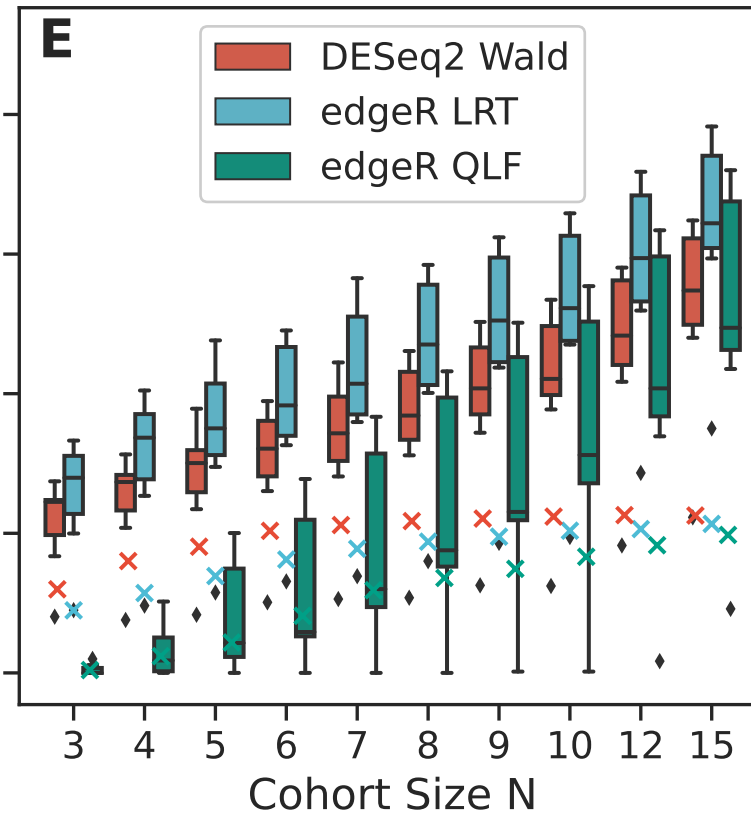 E
DESeq2 Wald
edgeR LRT
edgeR QLF
3 4 5 6 7 8 9 10 12 15
Cohort Size N